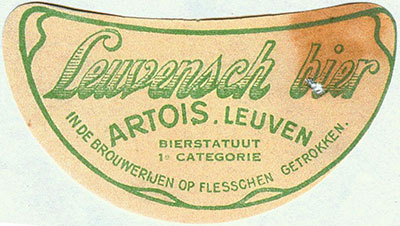 Leuvensch bier
ARTOIS. LEUVEN
BIERSTATUUT
1e CATEGORIE
IN DE BROUWERIJEN OP FLESSCHEN GETROKKEN.